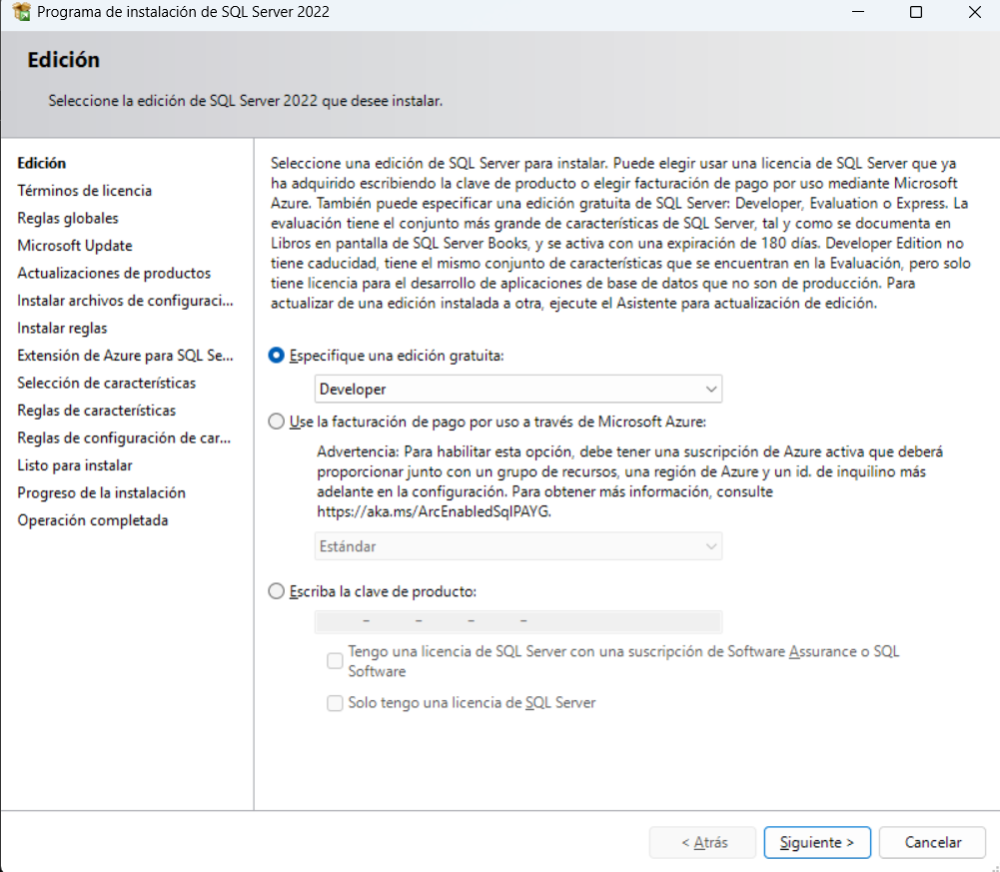 Programa de instalación de SQL Server 2022
Edición
Seleccione la edición de SQL Server 2022 que desee instalar.
Edición
Términos de licencia
Reglas globales
Microsoft Update
Actualizaciones de productos
Instalar archivos de configuraci...
Instalar reglas
Extensión de Azure para SQL Se...
Selección de características
Reglas de características
Reglas de configuración de car...
Listo para instalar
Progreso de la instalación
Operación completada
Seleccione una edición de SQL Server para instalar. Puede elegir usar una licencia de SQL Server que ya
ha adquirido escribiendo la clave de producto o elegir facturación de pago por uso mediante Microsoft
Azure. También puede especificar una edición gratuita de SQL Server: Developer, Evaluation o Express. La
evaluación tiene el conjunto más grande de características de SQL Server, tal y como se documenta en
Libros en pantalla de SQL Server Books, y se activa con una expiración de 180 días. Developer Edition no
tiene caducidad, tiene el mismo conjunto de características que se encuentran en la Evaluación, pero solo
tiene licencia para el desarrollo de aplicaciones de base de datos que no son de producción. Para
actualizar de una edición instalada a otra, ejecute el Asistente para actualización de edición.
Especifique una edición gratuita:
Developer
Use la facturación de pago por uso a través de Microsoft Azure:
Advertencia: Para habilitar esta opción, debe tener una suscripción de Azure activa que deberá
proporcionar junto con un grupo de recursos, una región de Azure y un id. de inquilino más
adelante en la configuración. Para obtener más información, consulte
https://aka.ms/ArcEnabledSqlPAYG.
Estándar
Escriba la clave de producto:
– – – –
Tengo una licencia de SQL Server con una suscripción de Software Assurance o SQL
Software
Solo tengo una licencia de SQL Server
< Atrás
Siguiente >
Cancelar